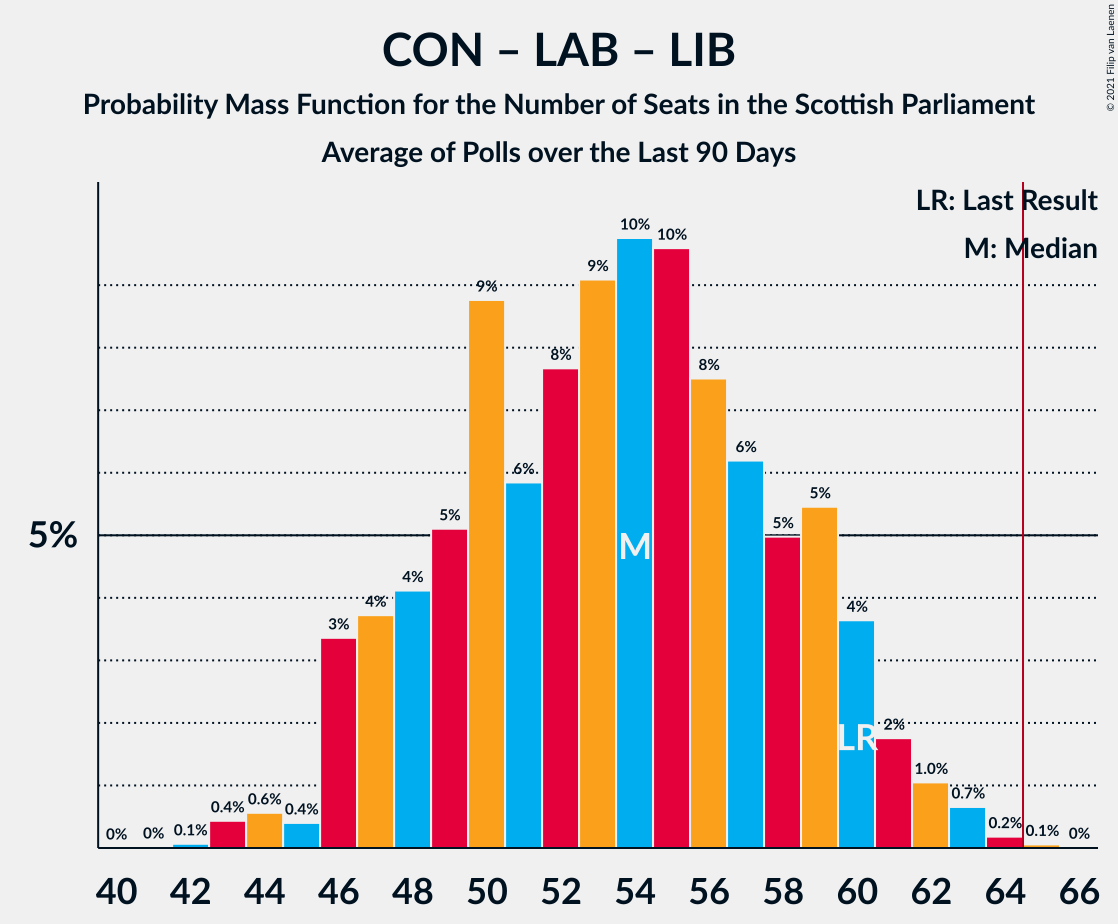 CON – LAB – LIB
Probability Mass Function for the Number of Seats in the Scottish Parliament
Average of Polls over the Last 90 Days
© 2021 Filip van Laenen
LR: Last Result
M: Median
5%
0% 0% 0.1% 0.4% 0.6% 0.4% 3% 4% 4% 5% 9% 6% 8% 9% 10% 10% 8% 6% 5% 5% 4% 2% 1.0% 0.7% 0.2% 0.1% 0%
M
LR
40 42 44 46 48 50 52 54 56 58 60 62 64 66